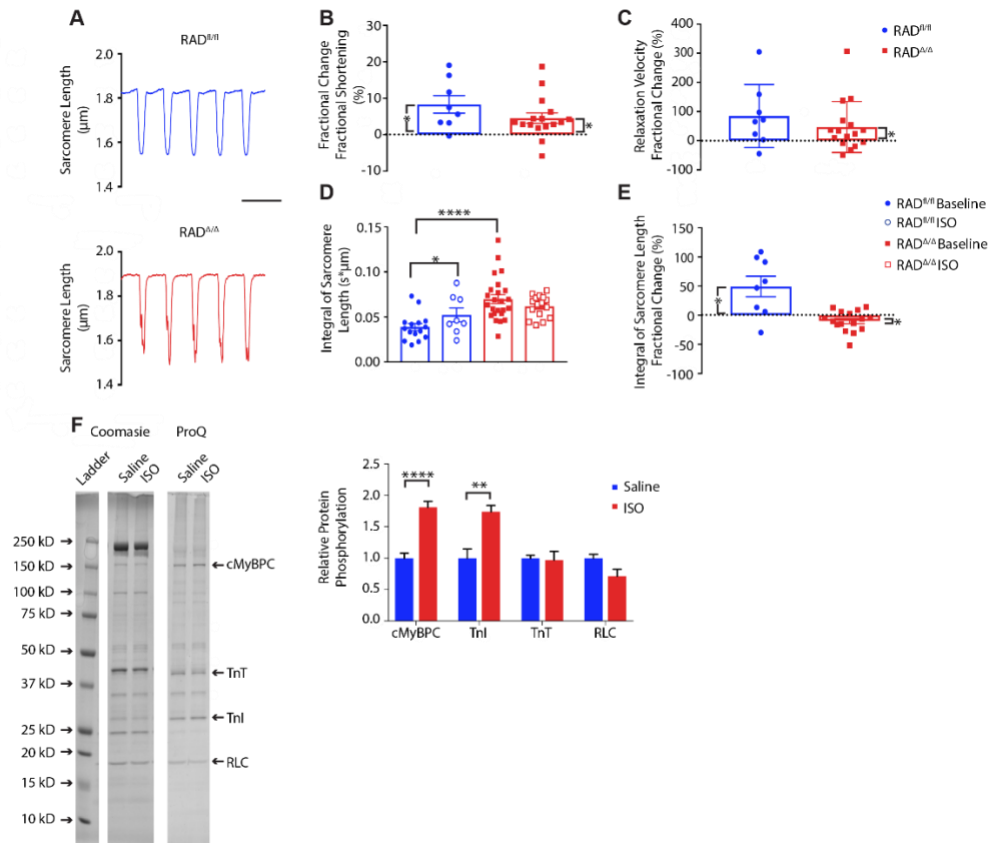 A
RADfl/fl
2.0
1.8
1.6
1.4
Sarcomere Length
(μm)
RADΔ/Δ
2.0
1.8
1.6
1.4
Sarcomere Length
(μm)
B
Fractional Change
Fractional Shortening
(%)
30
20
10
0
-10
*
*
C
Relaxation Velocity
Fractional Change (%)
400
300
200
100
0
-100
*
RADfl/fl
RADΔ/Δ
D
Integral of Sarcomere
Length (s*μm)
0.15
0.10
0.05
0.00
****
*
E
Integral of Sarcomere Length
Fractional Change (%)
150
100
50
0
50
-100
*
*
RADfl/fl Baseline
RADfl/fl ISO
RADΔ/Δ Baseline
RADΔ/Δ ISO
F
Coomasie ProQ
Ladder
Saline
ISO
Saline
ISO
250 kD →
150 kD →
100 kD →
75 kD →
50 kD →
37 kD →
25 kD →
20 kD →
15 kD →
10 kD →
←cMyBPC
←TnT
←TnI
←RLC
Relative Protein
Phosphorylation
2.5
2.0
1.5
1.0
0.5
0.0
****
**
cMyBPC TnI TnT RLC
Saline
ISO